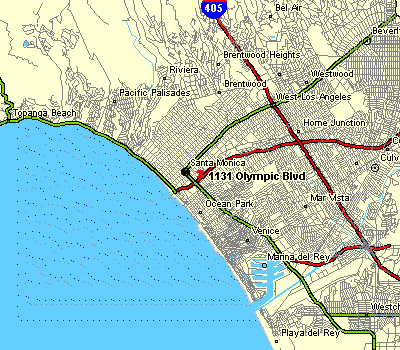 405
Bel Air
Beverl
Brentwood Heights
Riviera
Westwood
Brentwood
Pacific Palisades
West Los Angeles
Topanga Beach
Home Junction
Culv
Santa Monica
1131 Olympic Blvd
Mar Vista
Ocean Park
Venice
Marina del Rey
Westch
Playa del Rey